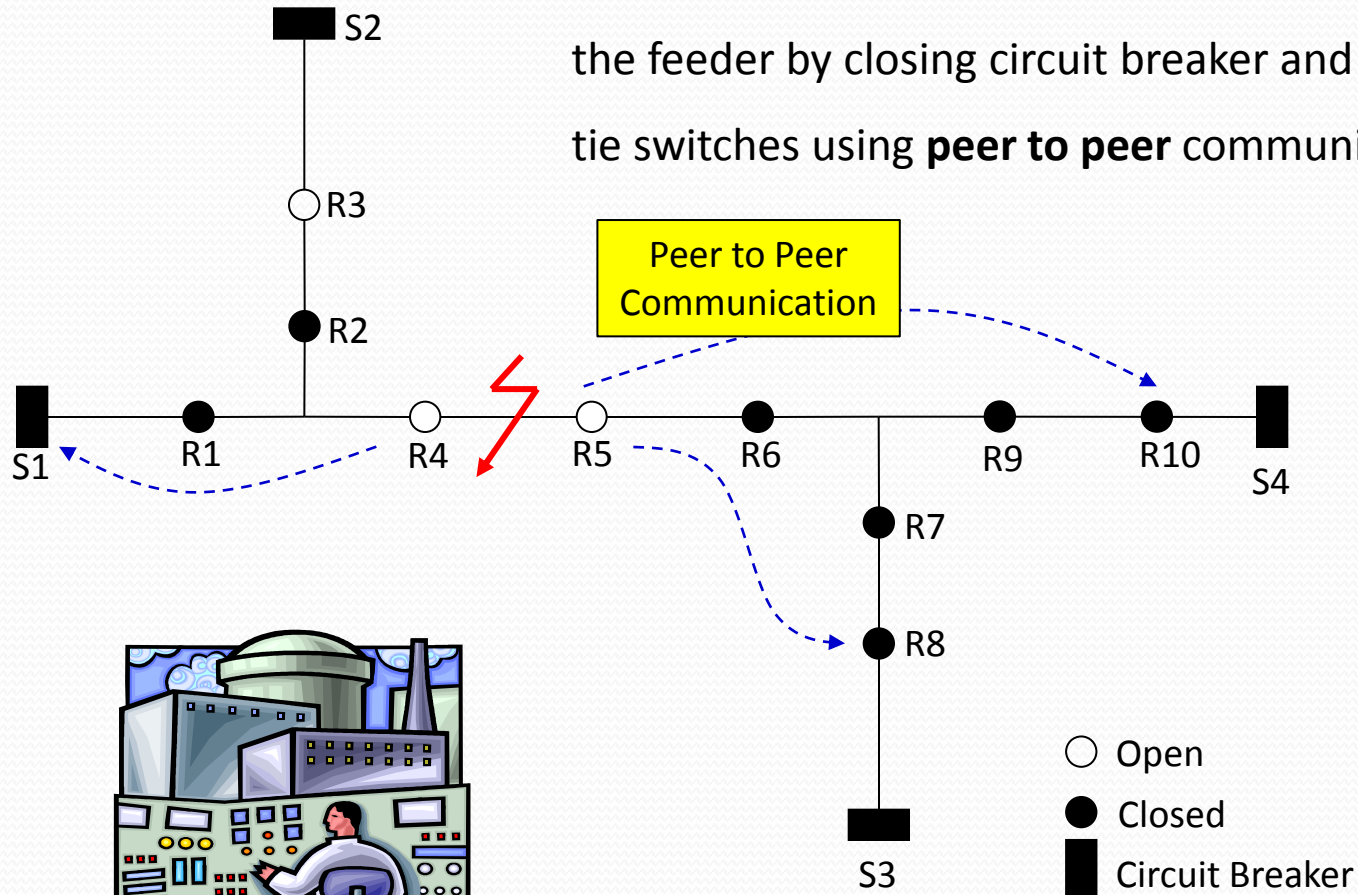 S2
the feeder by closing circuit breaker and
tie switches using peer to peer
R3
Peer to Peer
Communication
R2
S1
R1
R4
R5
R6
R9
R10
S4
R7
R8
Open
Closed
S3
Circuit Breaker